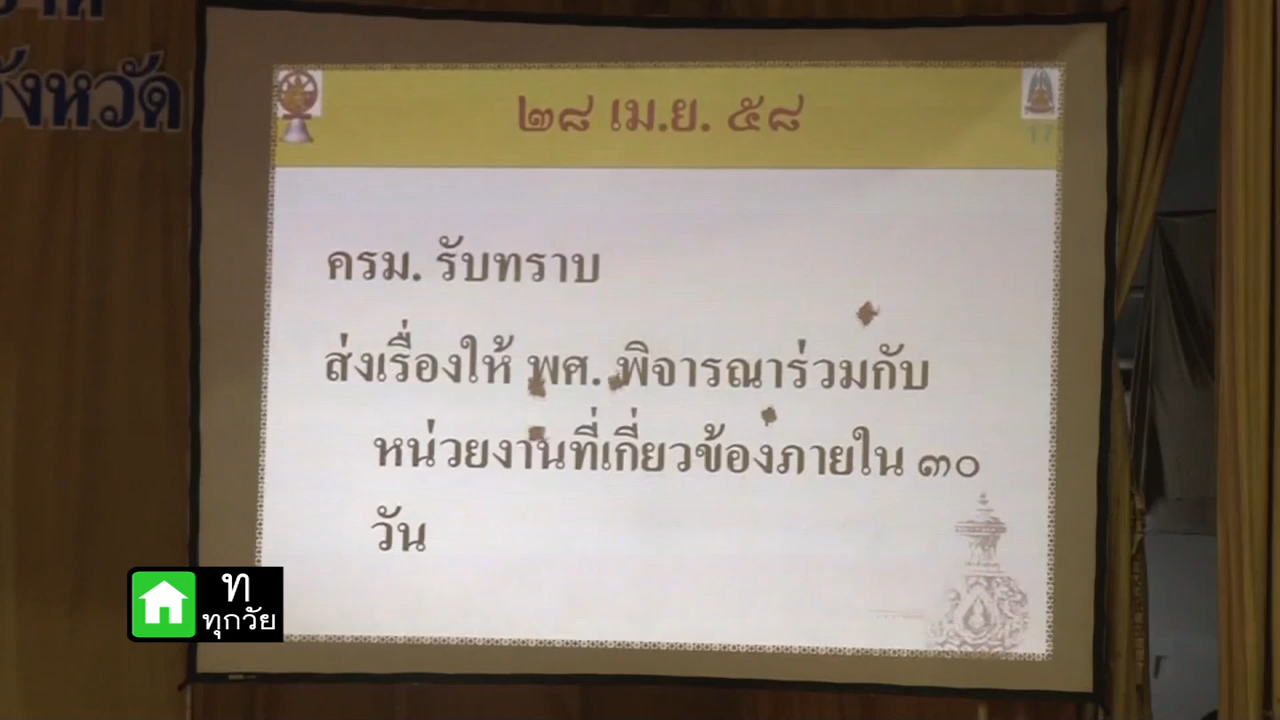 จังหวัด
๒๘ เม.ย. ๕๘
17
ครม. รับทราบ
ส่งเรื่องให้ พศ. พิจารณาร่วมกับ
หน่วยงานที่เกี่ยวข้องภายใน ๓๐
วัน
ท
ทุกวัย